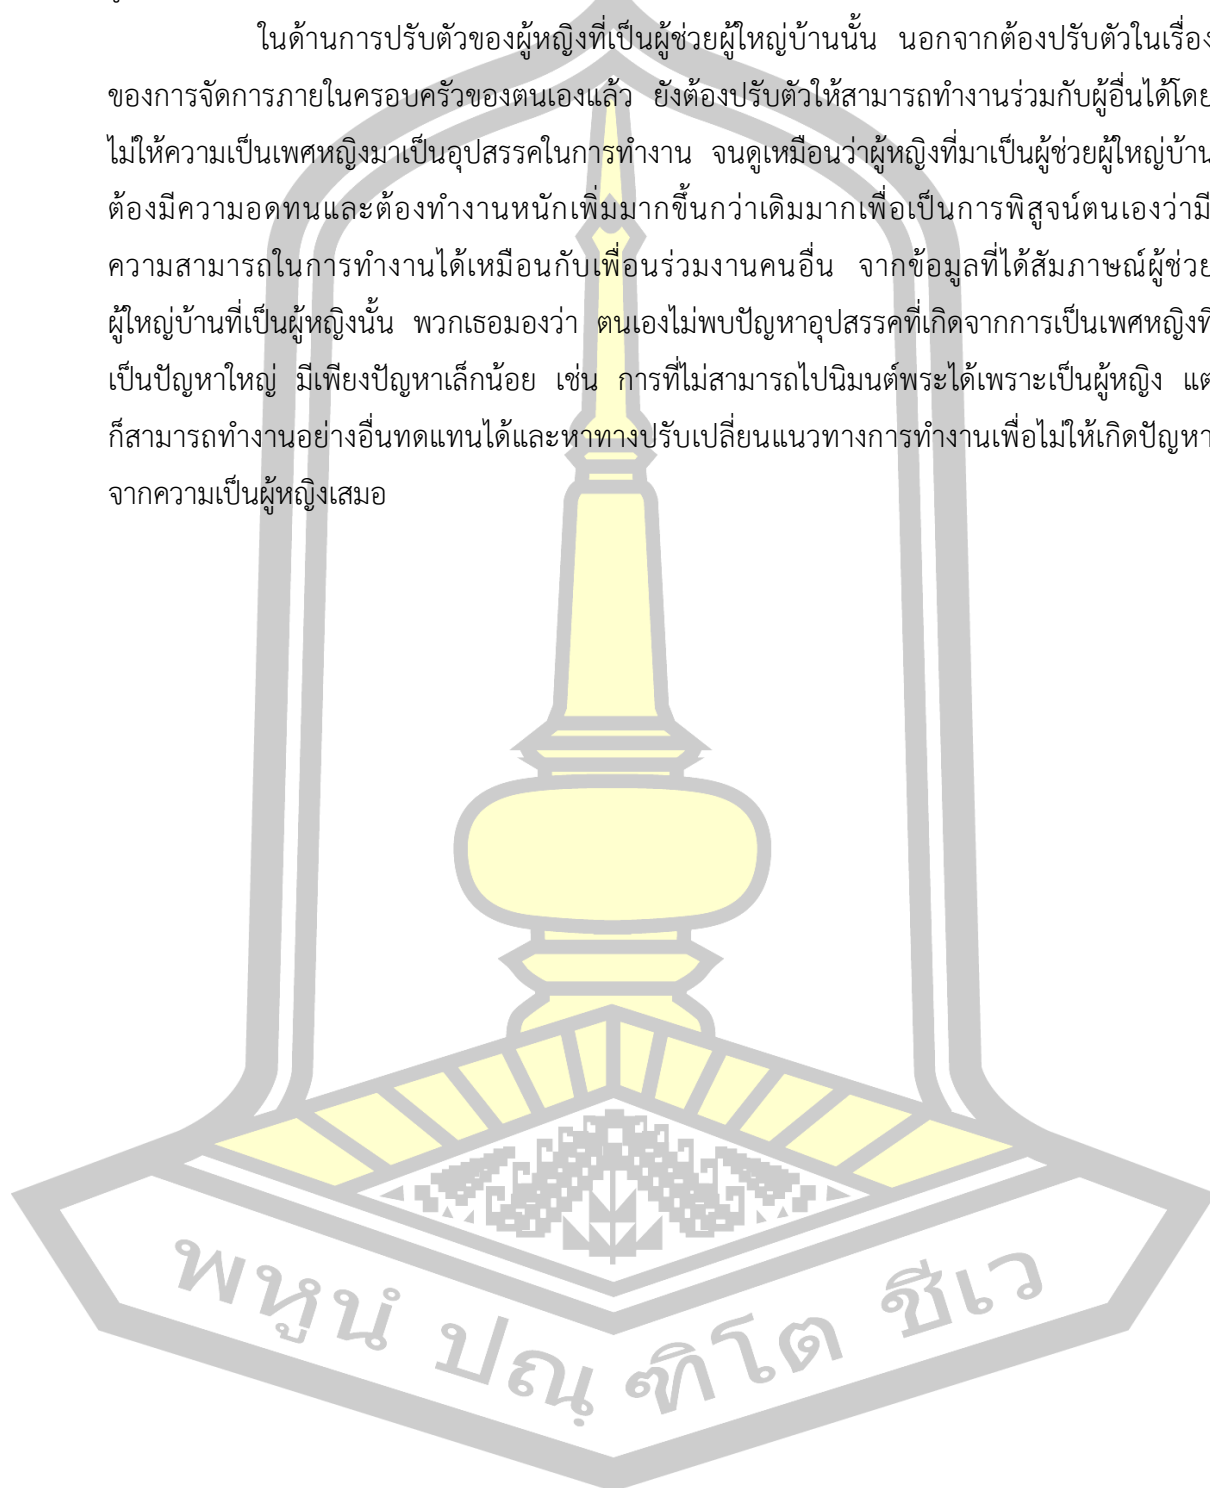 ในด้านการปรับตัวของผู้หญิงที่เป็นผู้ช่วยผู้ใหญ่บ้านนั้น นอกจากต้องปรับตัวในเรื่อง
ของการจัดการภายในครอบครัวของตนเองแล้ว ยังต้องปรับตัวให้สามารถทำงานร่วมกับผู้อื่นได้โดย
ไม่ให้ความเป็นเพศหญิงมาเป็นอุปสรรคในการทำงาน จนดูเหมือนว่าผู้หญิงที่มาเป็นผู้ช่วยผู้ใหญ่บ้าน
ต้องมีความอดทนและต้องทำงานหนักเพิ่มมากขึ้นกว่าเดิมมากเพื่อเป็นการพิสูจน์ตนเองว่ามี
ความสามารถในการทำงานได้เหมือนกับเพื่อนร่วมงานคนอื่น จากข้อมูลที่ได้สัมภาษณ์ผู้ช่วย
ผู้ใหญ่บ้านที่เป็นผู้หญิงนั้น พวกเธอมองว่า ตนเองไม่พบปัญหาอุปสรรคที่เกิดจากการเป็นเพศหญิงที่
เป็นปัญหาใหญ่ มีเพียงปัญหาเล็กน้อย เช่น การที่ไม่สามารถไปนิมนต์พระได้เพราะเป็นผู้หญิง แต่
ก็สามารถทำงานอย่างอื่นทดแทนได้และหาทางปรับเปลี่ยนแนวทางการทำงานเพื่อไม่ให้เกิดปัญหา
จากความเป็นผู้หญิงเสมอ
พหูนํ ปณฺฑิโต ชีเว